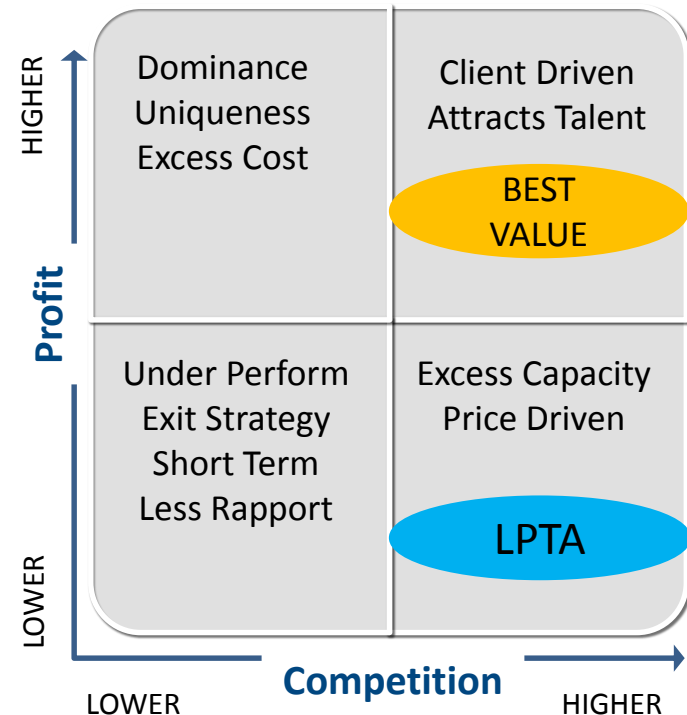 HIGHER
Profit
LOWER
Dominance
Uniqueness
Excess Cost
Client Driven
Attracts Talent
BEST
VALUE
Under Perform
Exit Strategy
Short Term
Less Rapport
Excess Capacity
Price Driven
LPTA
LOWER
Competition
HIGHER